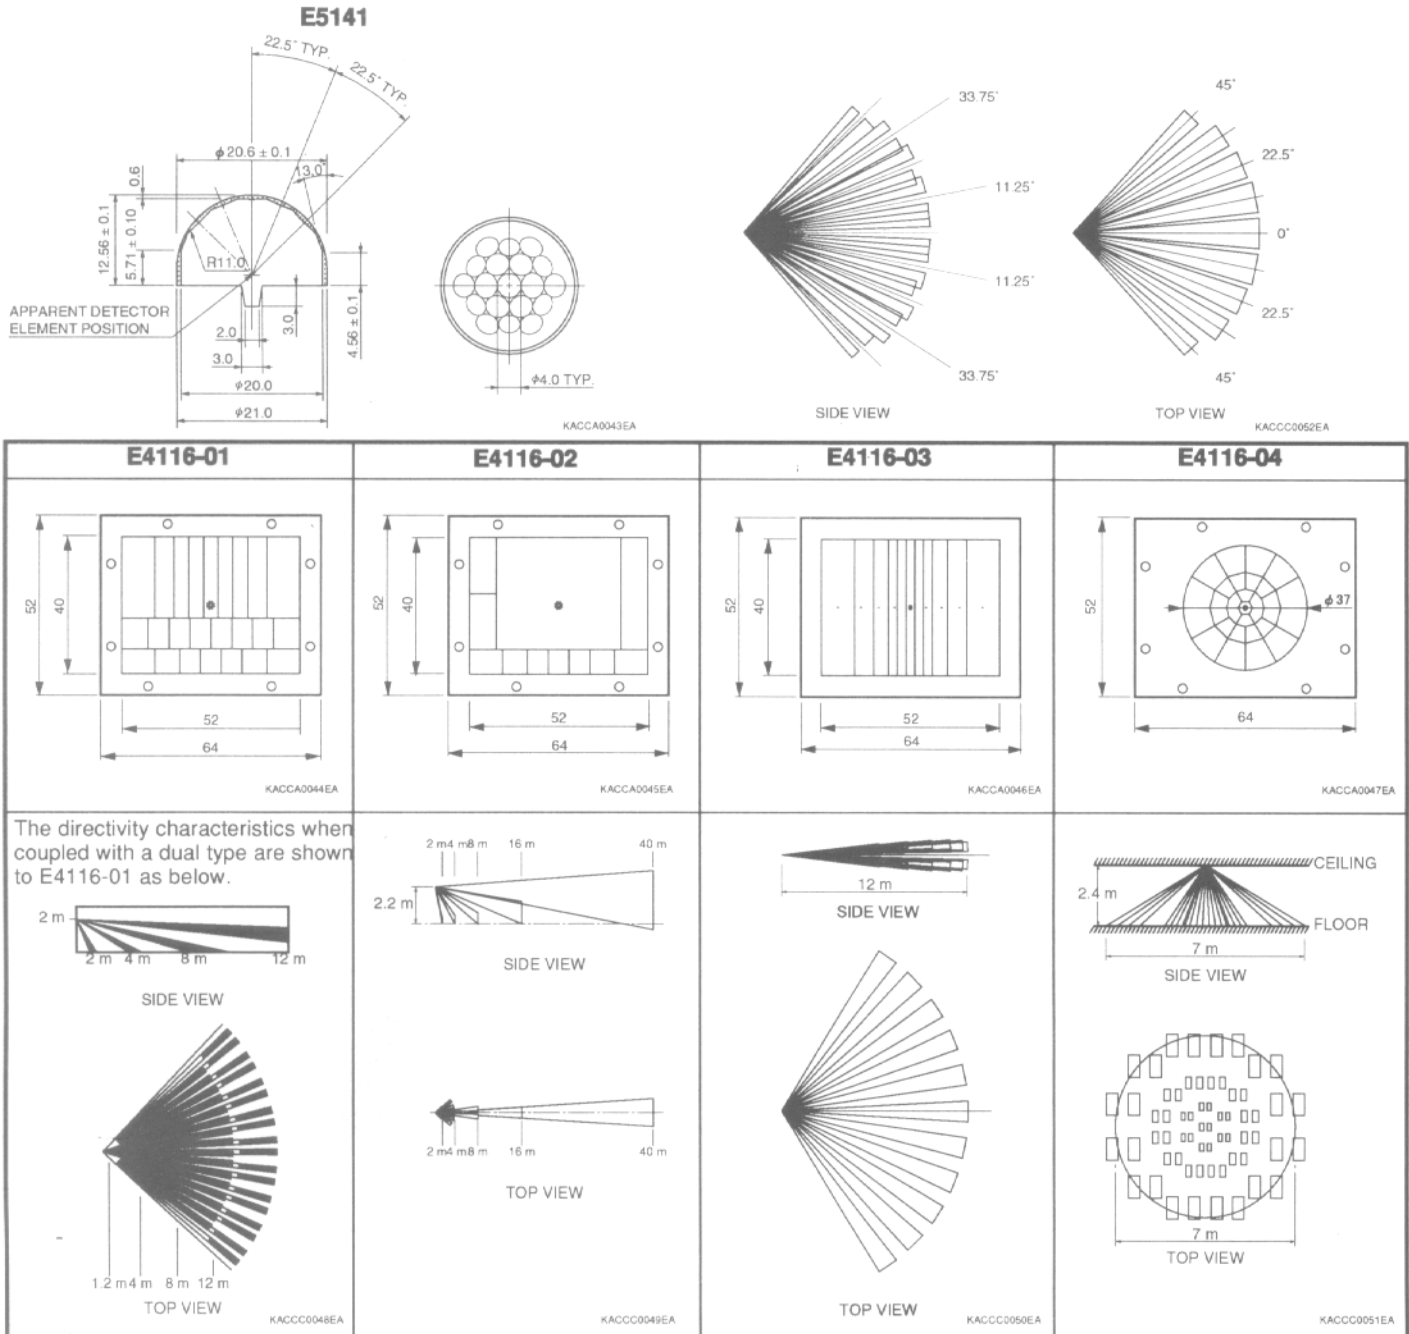 E5141
22.5° TYP.
22.5° TYP.
ϕ20.6 ± 0.1
13.0°
0.6
12.56 ± 0.1
5.71 ± 0.10
R11.0
APPARENT DETECTOR
ELEMENT POSITION
2.0
3.0
3.0
4.56 ± 0.1
ϕ20.0
ϕ21.0
ϕ4.0 TYP.
KACCA0043EA
33.75°
11.25°
11.25°
33.75°
SIDE VIEW
45°
22.5°
0°
22.5°
45°
TOP VIEW
KACCC0052EA
E4116-01
E4116-02
E4116-03
E4116-04
52
40
52
64
KACCA0044EA
52
40
52
64
KACCA0045EA
52
40
52
64
KACCA0046EA
52
ϕ37
64
KACCA0047EA
The directivity characteristics when
coupled with a dual type are shown
to E4116-01 as below.
2 m
2 m 4 m 8 m 12 m
SIDE VIEW
1.2 m 4 m 8 m 12 m
TOP VIEW
KACCC0048EA
2 m 4 m 8 m 16 m 40 m
2.2 m
SIDE VIEW
2 m 4 m 8 m 16 m 40 m
TOP VIEW
KACCC0049EA
12 m
SIDE VIEW
TOP VIEW
KACCC0050EA
CEILING
2.4 m
FLOOR
7 m
SIDE VIEW
7 m
TOP VIEW
KACCC0051EA